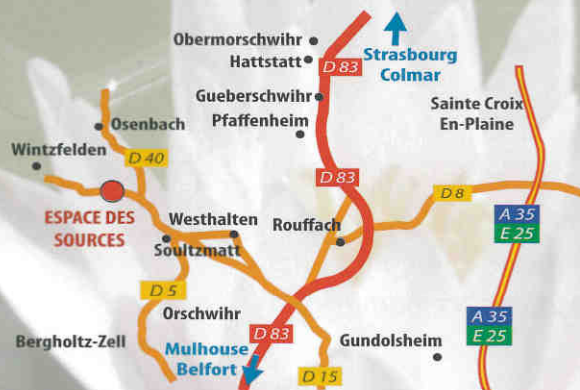 Obermorschwihr
Hattstatt
D 83
Strasbourg
Colmar
Gueberschwihr
Pfaffenheim
Sainte Croix
En-Plaine
Osenbach
Wintzfelden
D 40
D 83
D 8
ESPACE DES
SOURCES
Westhalten
Rouffach
A 35
E 25
Soultzmatt
D 5
Orschwihr
Bergholtz-Zell
D 83
Mulhouse
Belfort
Gundolsheim
A 35
E 25
D 15